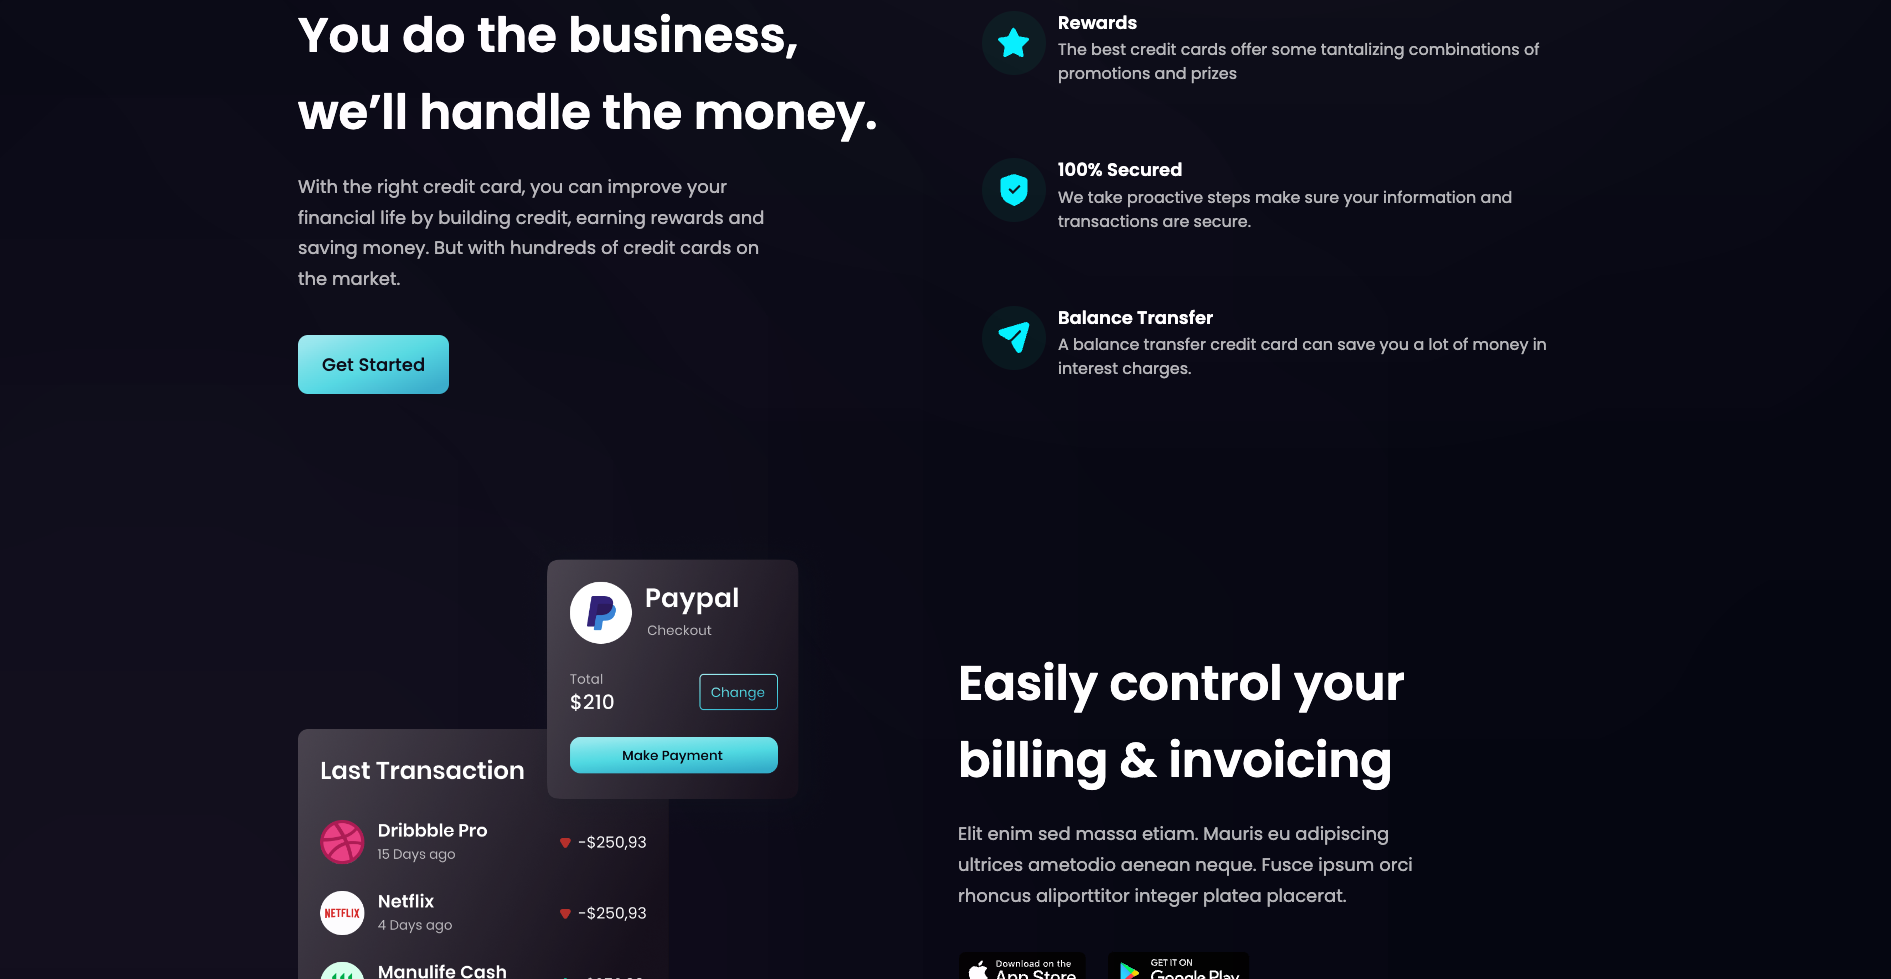 You do the business,
we’ll handle the money.
With the right credit card, you can improve your
financial life by building credit, earning rewards and
saving money. But with hundreds of credit cards on
the market.
Get Started
Rewards
The best credit cards offer some tantalizing combinations of
promotions and prizes
100% Secured
We take proactive steps make sure your information and
transactions are secure.
Balance Transfer
A balance transfer credit card can save you a lot of money in
interest charges.
Paypal
Checkout
Total
$210
Change
Make Payment
Last Transaction
Dribbble Pro
15 Days ago
-$250,93
NETFLIX
Netflix
4 Days ago
-$250,93
Manulife Cash
Easily control your
billing & invoicing
Elit enim sed massa etiam. Mauris eu adipiscing
ultrices ametodio aenean neque. Fusce ipsum orci
rhoncus aliporttitor integer platea placerat.
Download on the
App Store
GET IT ON
Google Play